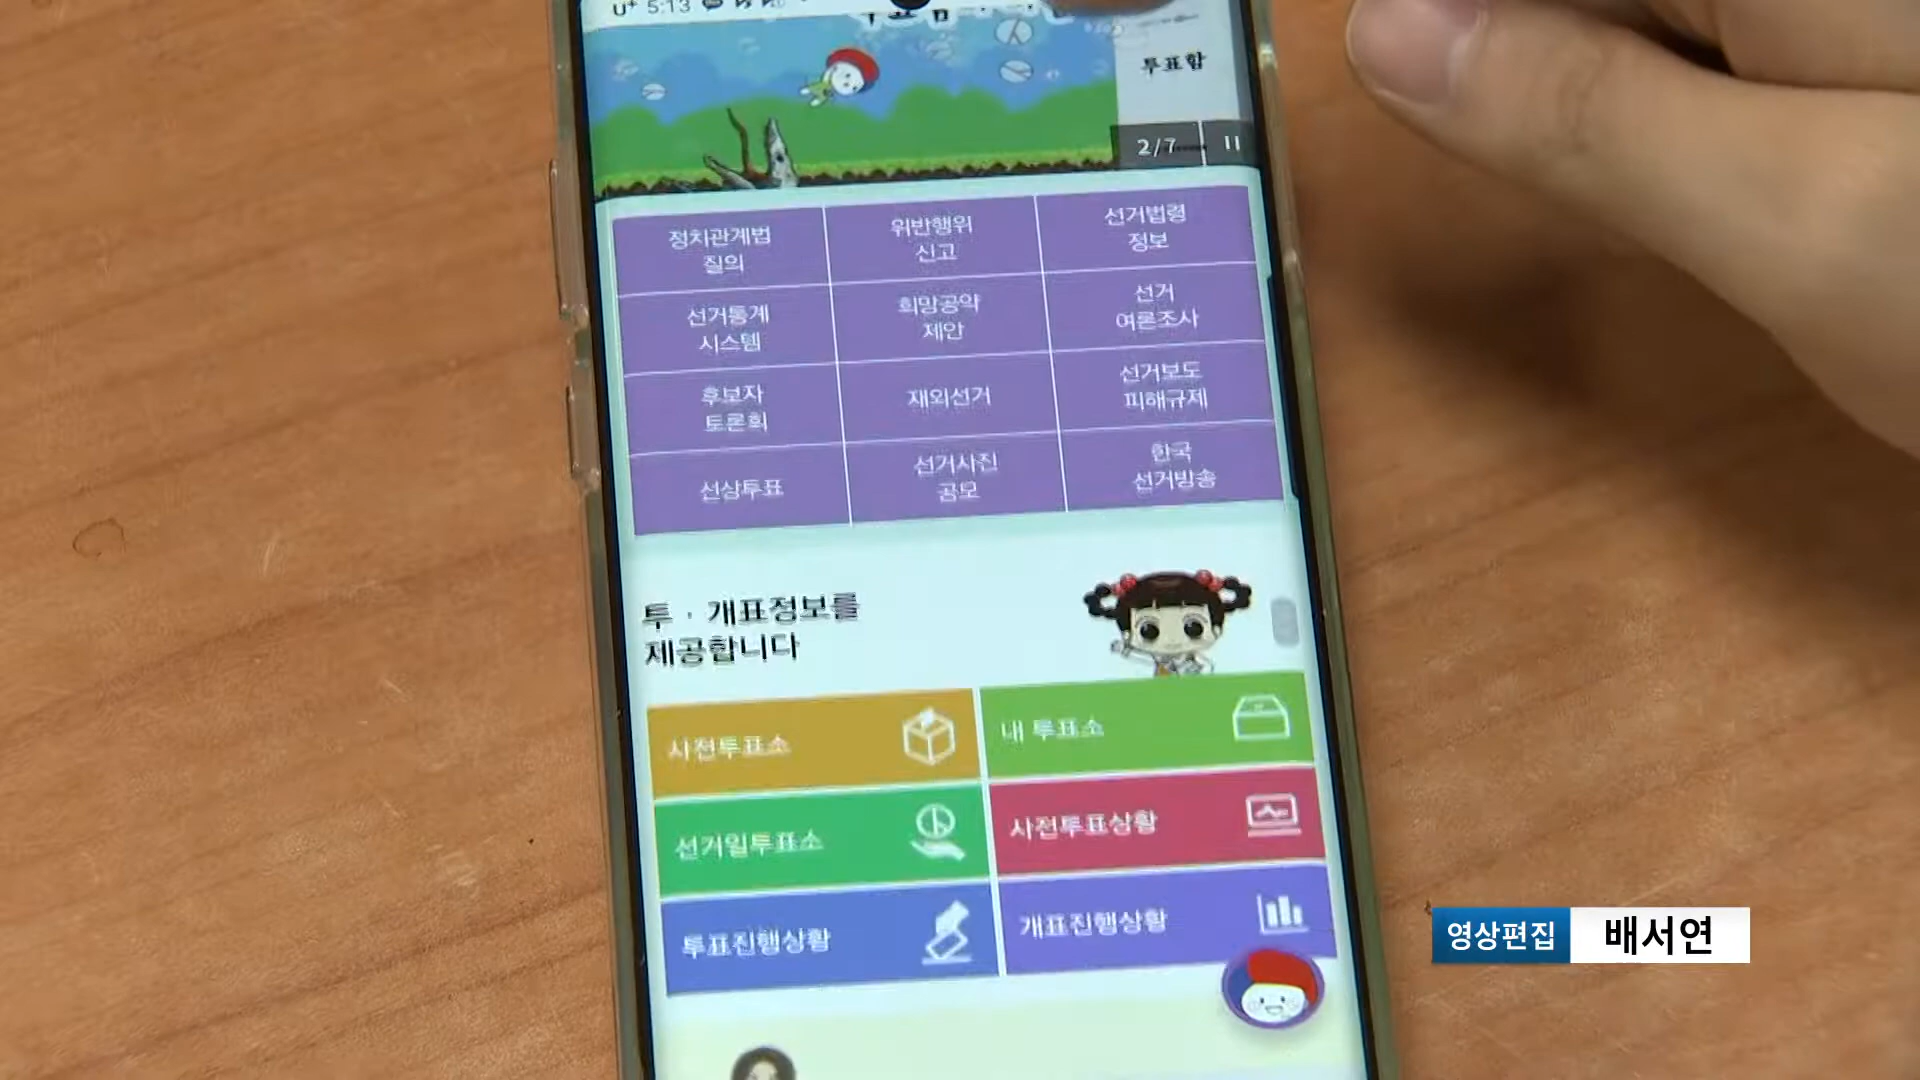 U+ 5:13
투표함
2/7
정치관계법
질의
위반행위
신고
선거법령
정보
선거통계
시스템
희망공약
제안
선거
여론조사
후보자
토론회
재외선거
선거보도
피해규제
선상투표
선거사진
공모
한국
선거방송
투 · 개표정보를
제공합니다
사전투표소
내 투표소
선거일투표소
사전투표상황
투표진행상황
개표진행상황
영상편집 배서연